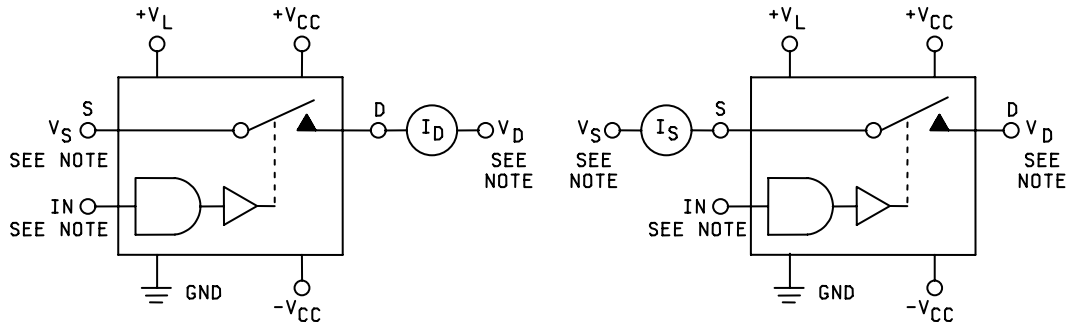 +VL
+VCC
S
VS
SEE NOTE
D
ID
VD
SEE
NOTE
IN
SEE NOTE
GND
-VCC
+VL
+VCC
VS
SEE
NOTE
IS
S
D
VD
SEE
NOTE
IN
SEE NOTE
GND
-VCC